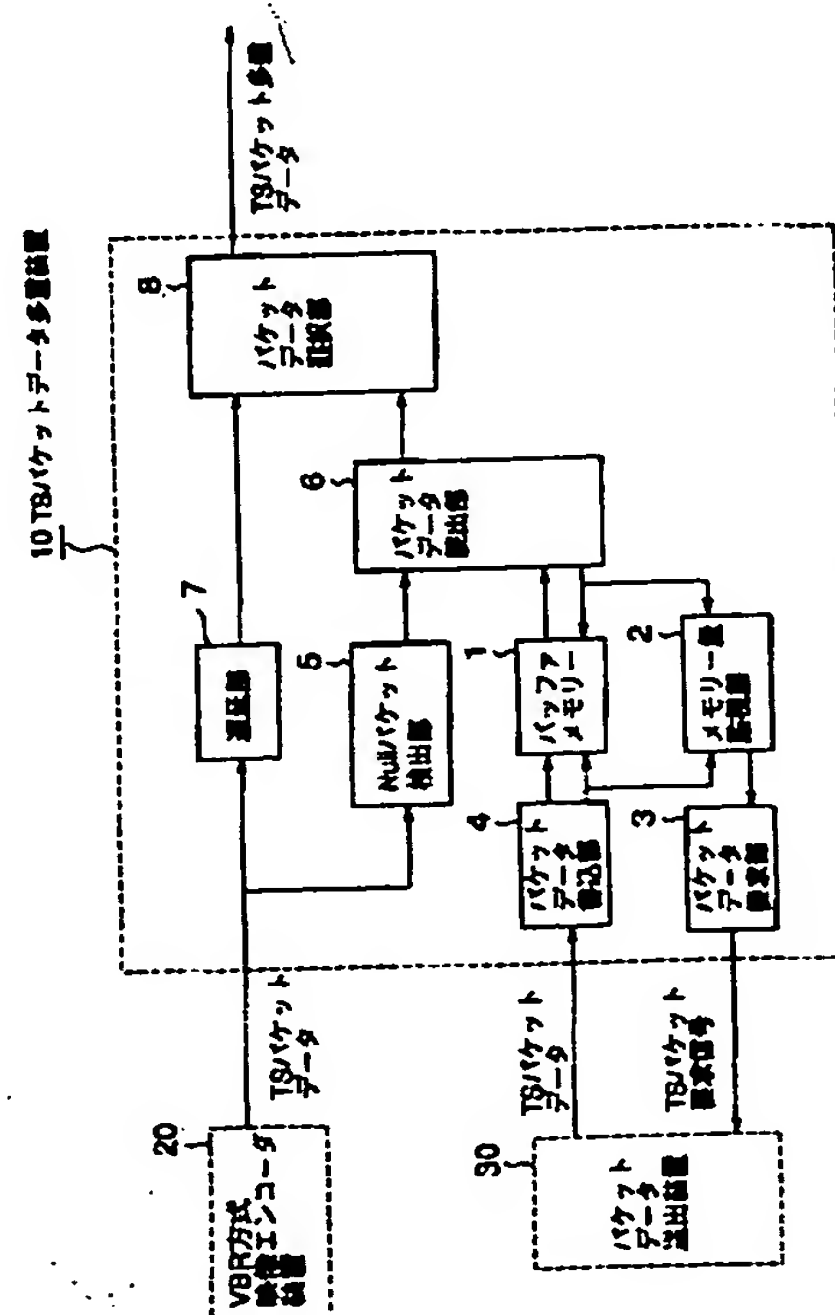 10 TSパケットデータ多重装置
20
VBR方式
映像エンコーダ
装置
TSパケット
データ
7
遅延部
5
Nullパケット
検出部
8
パケット
データ
選択部
TSパケット多重
データ
6
パケット
データ
読出部
30
パケット
データ
送出装置
TSパケット
データ
4
パケット
データ
書込部
1
バッファ
メモリー
TSパケット
要求信号
3
パケット
データ
要求部
2
メモリー量
監視部